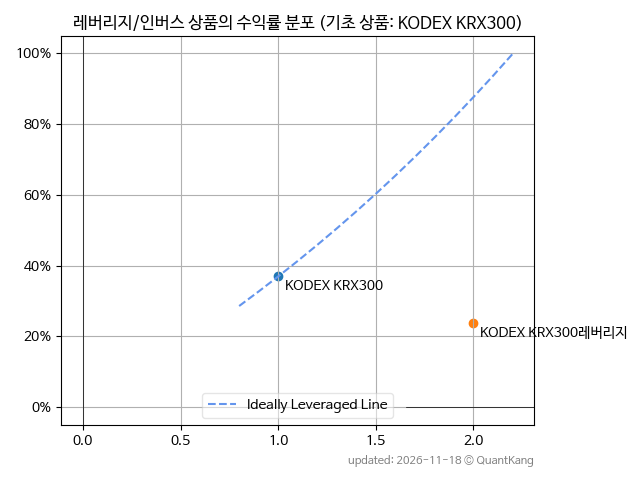 레버리지/인버스 상품의 수익률 분포 (기초 상품: KODEX KRX300)
100%
80%
60%
40%
20%
0%
KODEX KRX300
KODEX KRX300레버리지
Ideally Leveraged Line
0.0
0.5
1.0
1.5
2.0
updated: 2026-11-18 © QuantKang